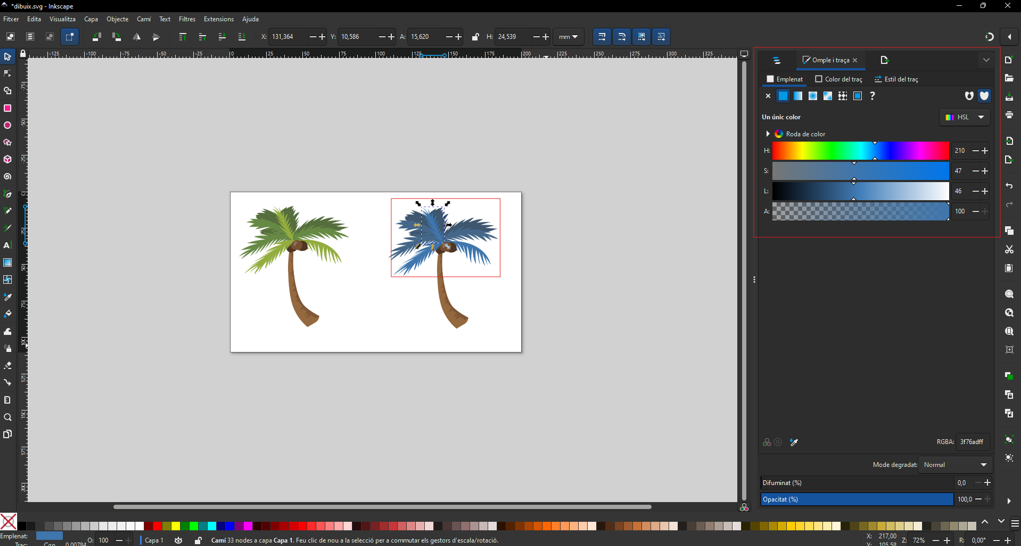 *dibuix.svg - Inkscape
Fitxer Edita Visualitza Capa Objecte Camí Text Filtres Extensions Ajuda
X: 131,364 Y: 10,586 A: 15,620 H: 24,539 mm
Omple i traça
Emplenat Color del traç Estil del traç
?
Un únic color HSL
Roda de color
H: 210
S: 47
L: 46
A: 100
RGBA: 3f76adff
Mode degradat: Normal
Difuminat (%) 0,0
Opacitat (%) 100,0
Emplenat:
Traç: Cap 0,00784
O: 100
Capa 1
Camí 33 nodes a capa Capa 1. Feu clic de nou a la selecció per a commutar els gestors d'escala/rotació.
X: 217,00
Y: 105,58
Z: 72%
R: 0,00°